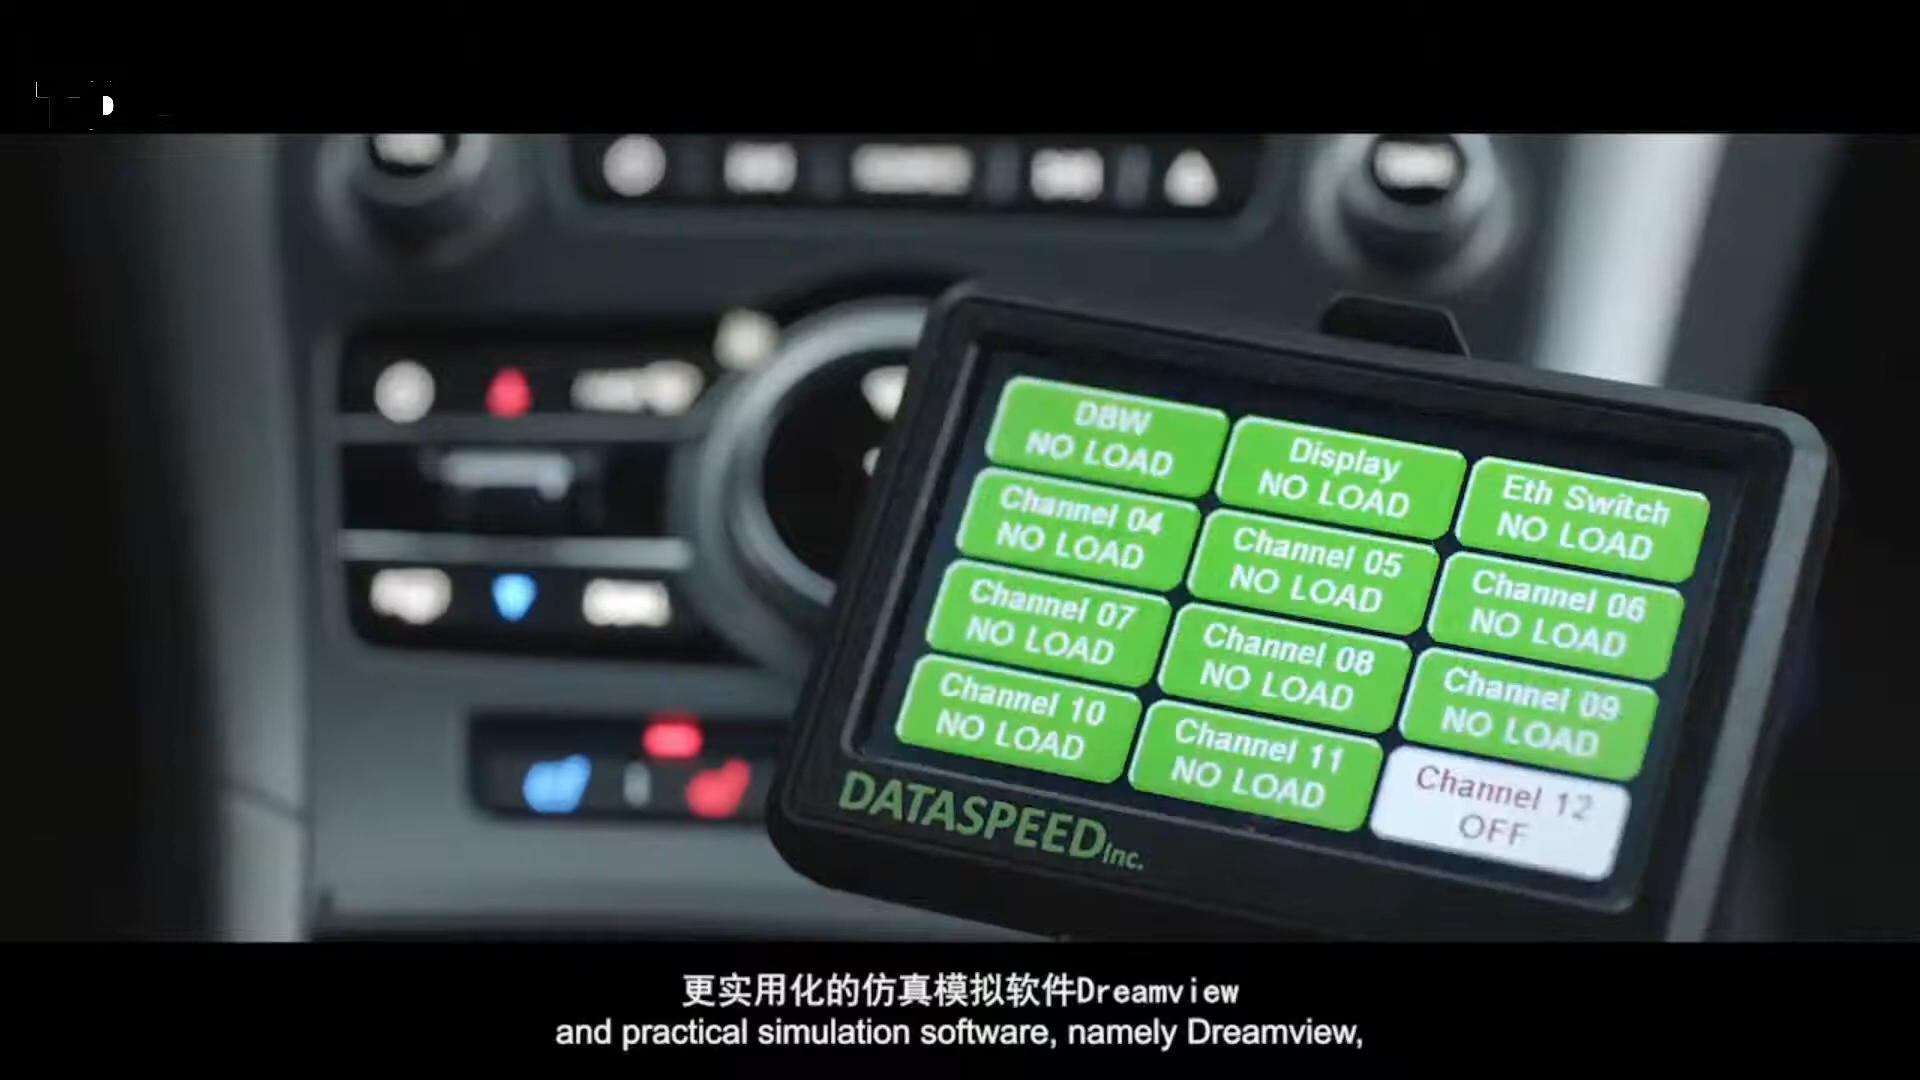 DBW
NO LOAD
Display
NO LOAD
Eth Switch
NO LOAD
Channel 04
NO LOAD
Channel 05
NO LOAD
Channel 06
NO LOAD
Channel 07
NO LOAD
Channel 08
NO LOAD
Channel 09
NO LOAD
Channel 10
NO LOAD
Channel 11
NO LOAD
Channel 12
OFF
DATASPEED Inc.
更实用化的仿真模拟软件Dreamview
and practical simulation software, namely Dreamview,